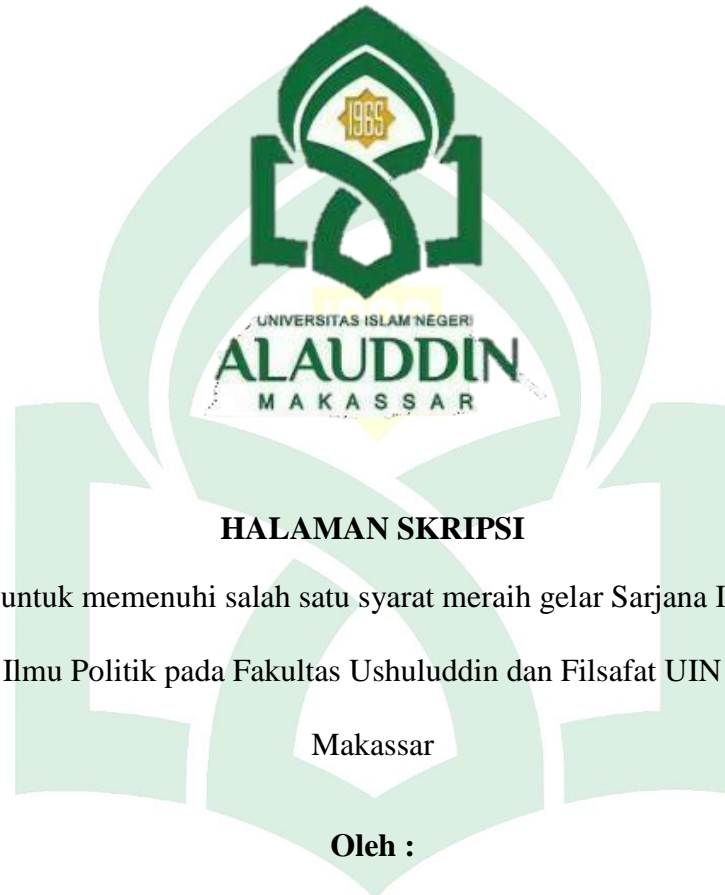 1965
UNIVERSITAS ISLAM NEGERI
ALAUDDIN
MAKASSAR
HALAMAN SKRIPSI
untuk memenuhi salah satu syarat meraih gelar Sarjana
Ilmu Politik pada Fakultas Ushuluddin dan Filsafat UIN
Makassar
Oleh :